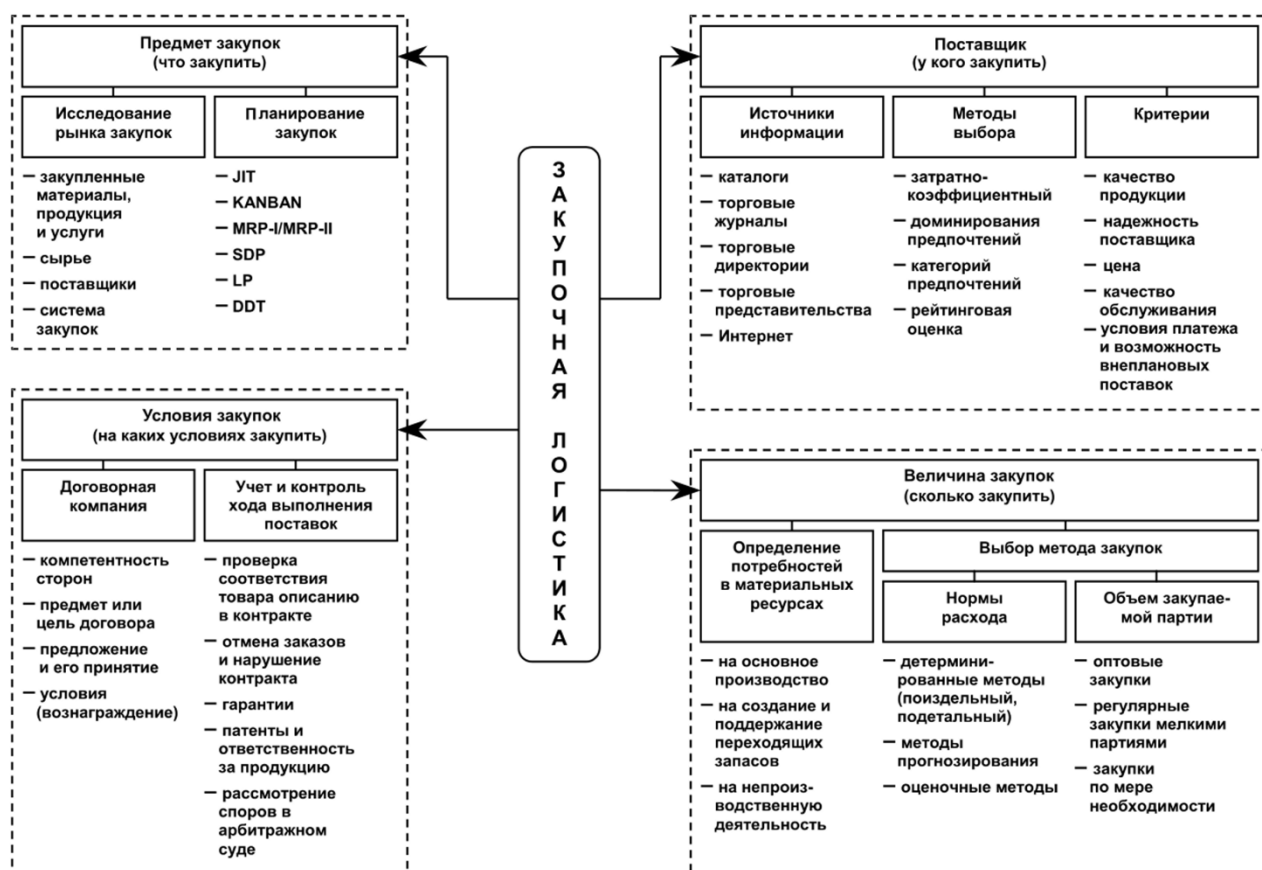 Предмет закупок
(что закупить)
Исследование
рынка закупок
— закупленные
материалы,
продукция
и услуги
— сырье
— поставщики
— система
закупок
Планирование
закупок
— JIT
— KANBAN
— MRP-I/MRP-II
— SDP
— LP
— DDT
ЗАКУПОЧНАЯ ЛОГИСТИКА
Поставщик
(у кого закупить)
Источники
информации
— каталоги
— торговые
журналы
— торговые
директории
— торговые
представительства
— Интернет
Методы
выбора
— затратно-
коэффициентный
— доминирования
предпочтений
— категорий
предпочтений
— рейтинговая
оценка
Критерии
— качество
продукции
— надежность
поставщика
— цена
— качество
обслуживания
— условия платежа
и возможность
внеплановых
поставок
Условия закупок
(на каких условиях закупить)
Договорная
компания
— компетентность
сторон
— предмет или
цель договора
— предложение
и его принятие
— условия
(вознаграждение)
Учет и контроль
хода выполнения
поставок
— проверка
соответствия
товара описанию
в контракте
— отмена заказов
и нарушение
контракта
— гарантии
— патенты и
ответственность
за продукцию
— рассмотрение
споров в
арбитражном
суде
Величина закупок
(сколько закупить)
Определение
потребностей
в материальных
ресурсах
— на основное
производство
— на создание и
поддержание
переходящих
запасов
— на непроиз-
водственную
деятельность
Выбор метода закупок
Нормы
расхода
— детермини-
рованные методы
(поиздельный,
подетальный)
— методы
прогнозирования
— оценочные методы
Объем закупае-
мой партии
— оптовые
закупки
— регулярные
закупки мелкими
партиями
— закупки
по мере
необходимости